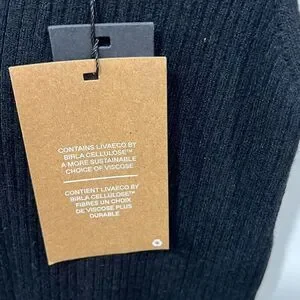 CONTAINS LIVAECO BY
BIRLA CELLULOSE™
A MORE SUSTAINABLE
CHOICE OF VISCOSE
CONTIENT LIVAECO BY
BIRLA CELLULOSE™
FIBRES UN CHOIX
DE VISCOSE PLUS
DURABLE